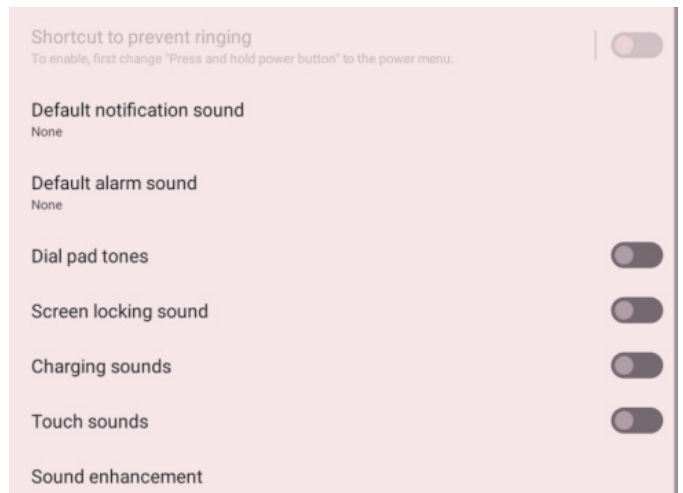 Shortcut to prevent ringing
To enable, first change "Press and hold power button" to the power menu.
Default notification sound
None
Default alarm sound
None
Dial pad tones
Screen locking sound
Charging sounds
Touch sounds
Sound enhancement